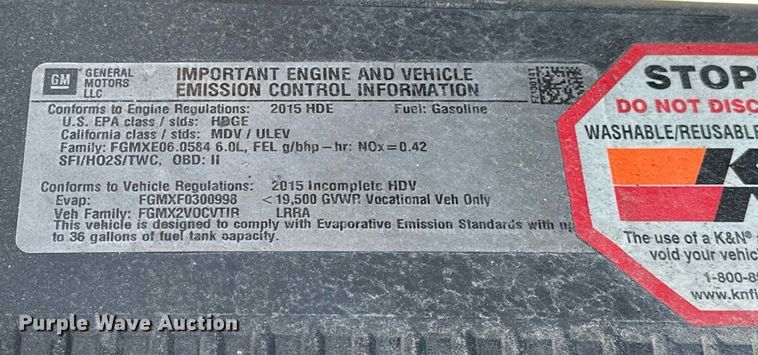 GM GENERAL MOTORS LLC
IMPORTANT ENGINE AND VEHICLE
EMISSION CONTROL INFORMATION
Conforms to Engine Regulations: 2015 HDE Fuel: Gasoline
U.S. EPA class / stds: HDGE
California class / stds: MDV / ULEV
Family: FGMXE06.0584 6.0L, FEL g/bhp-hr: NOx=0.42
SFI/HO2S/TWC, OBD: II
Conforms to Vehicle Regulations: 2015 Incomplete HDV
Evap: FGMXF0300998 <19,500 GVWR Vocational Veh Only
Veh Family: FGMX2VOCVTIR LRRA
This vehicle is designed to comply with Evaporative Emission Standards with up
to 36 gallons of fuel tank capacity.
STOP
DO NOT DISC
WASHABLE/REUSABLE
K
N
The use of a K&N®
void your vehic
1-800-8
www.knfi
Purple Wave Auction